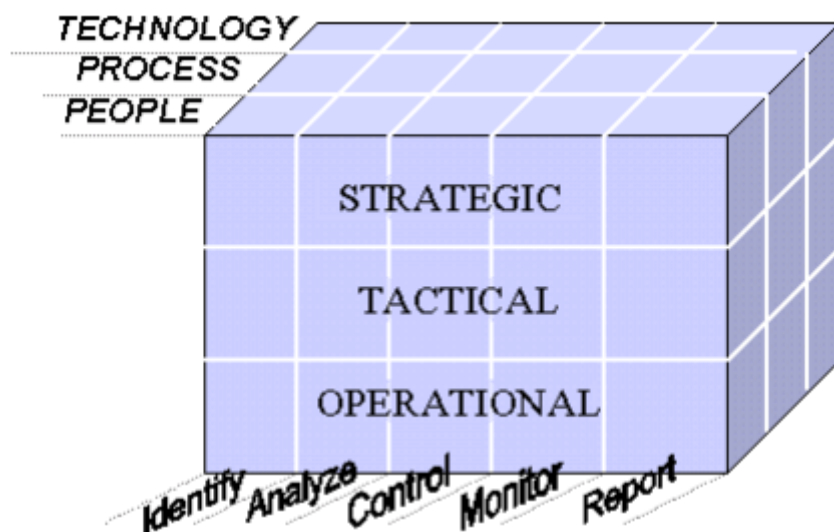 TECHNOLOGY
PROCESS
PEOPLE
STRATEGIC
TACTICAL
OPERATIONAL
Identify Analyze Control Monitor Report